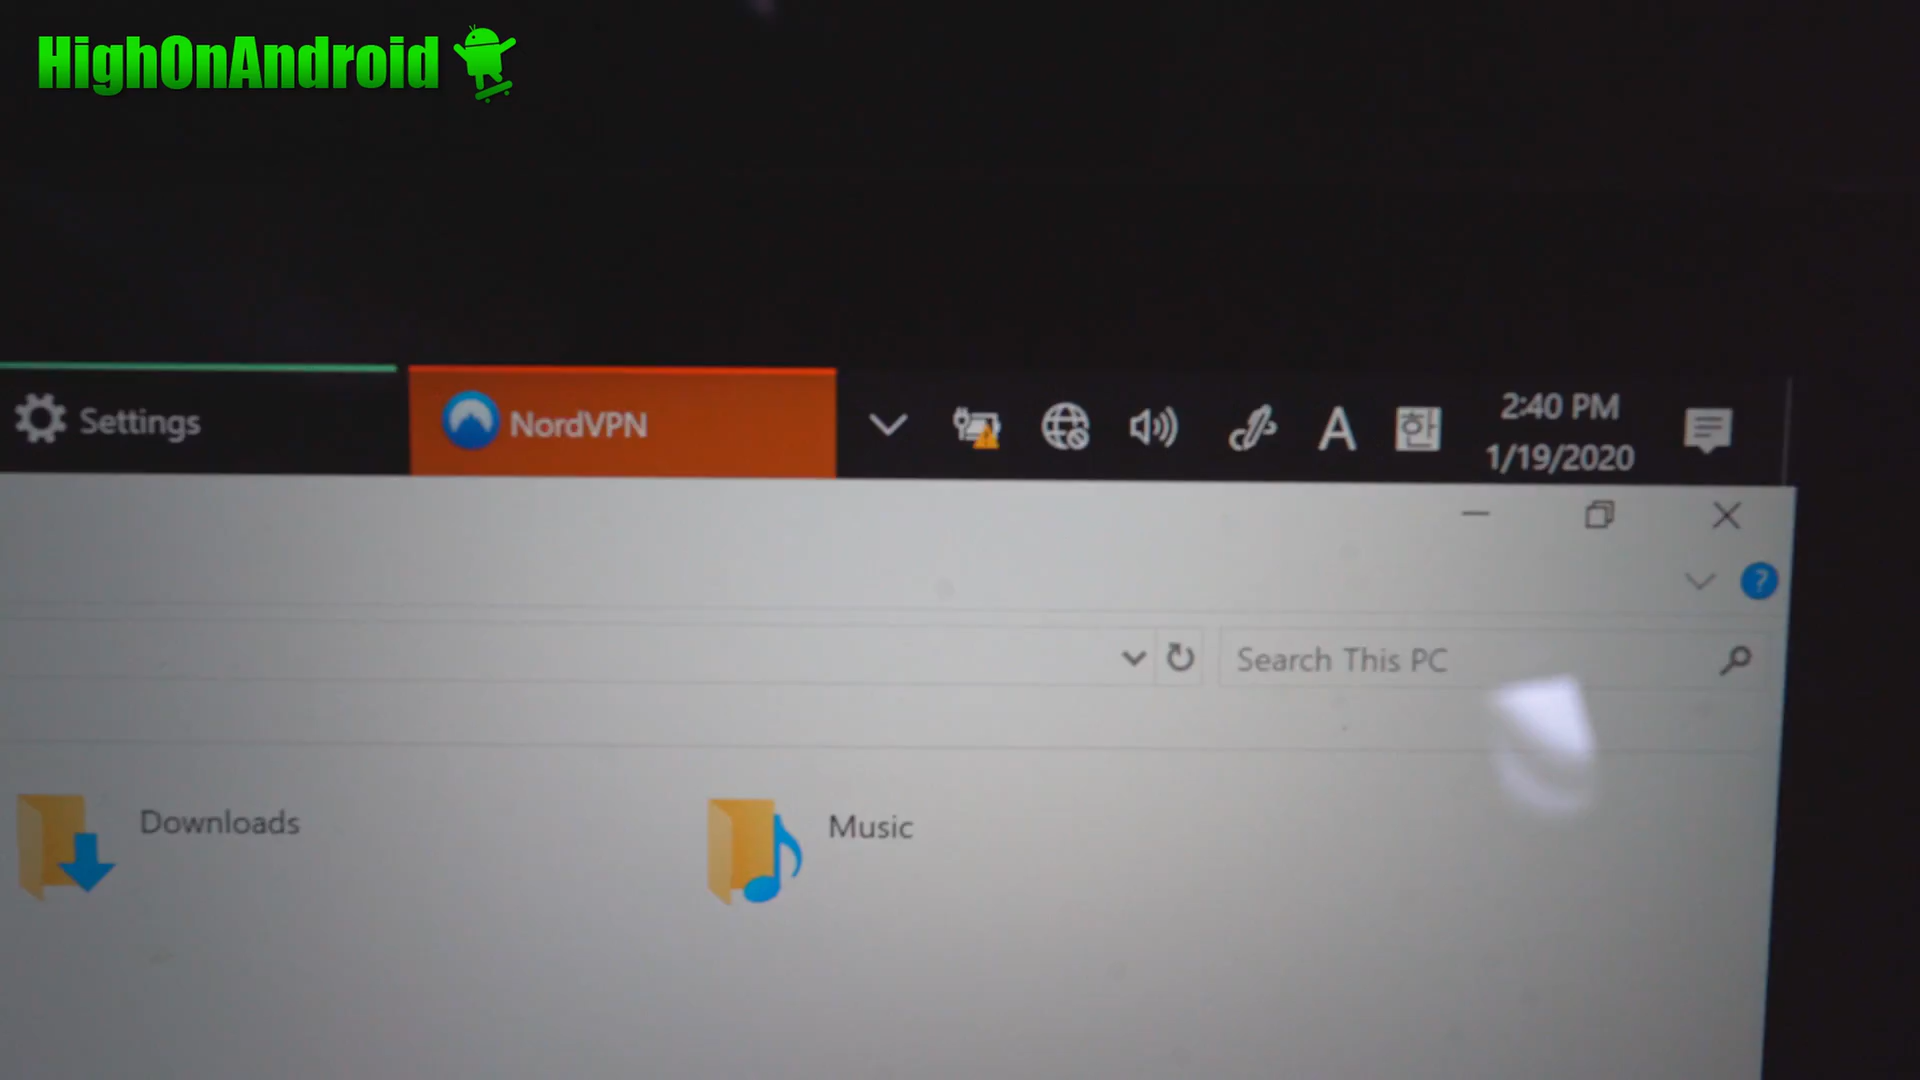 HighOnAndroid
Settings
NordVPN
A
한
2:40 PM
1/19/2020
?
Search This PC
Downloads
Music